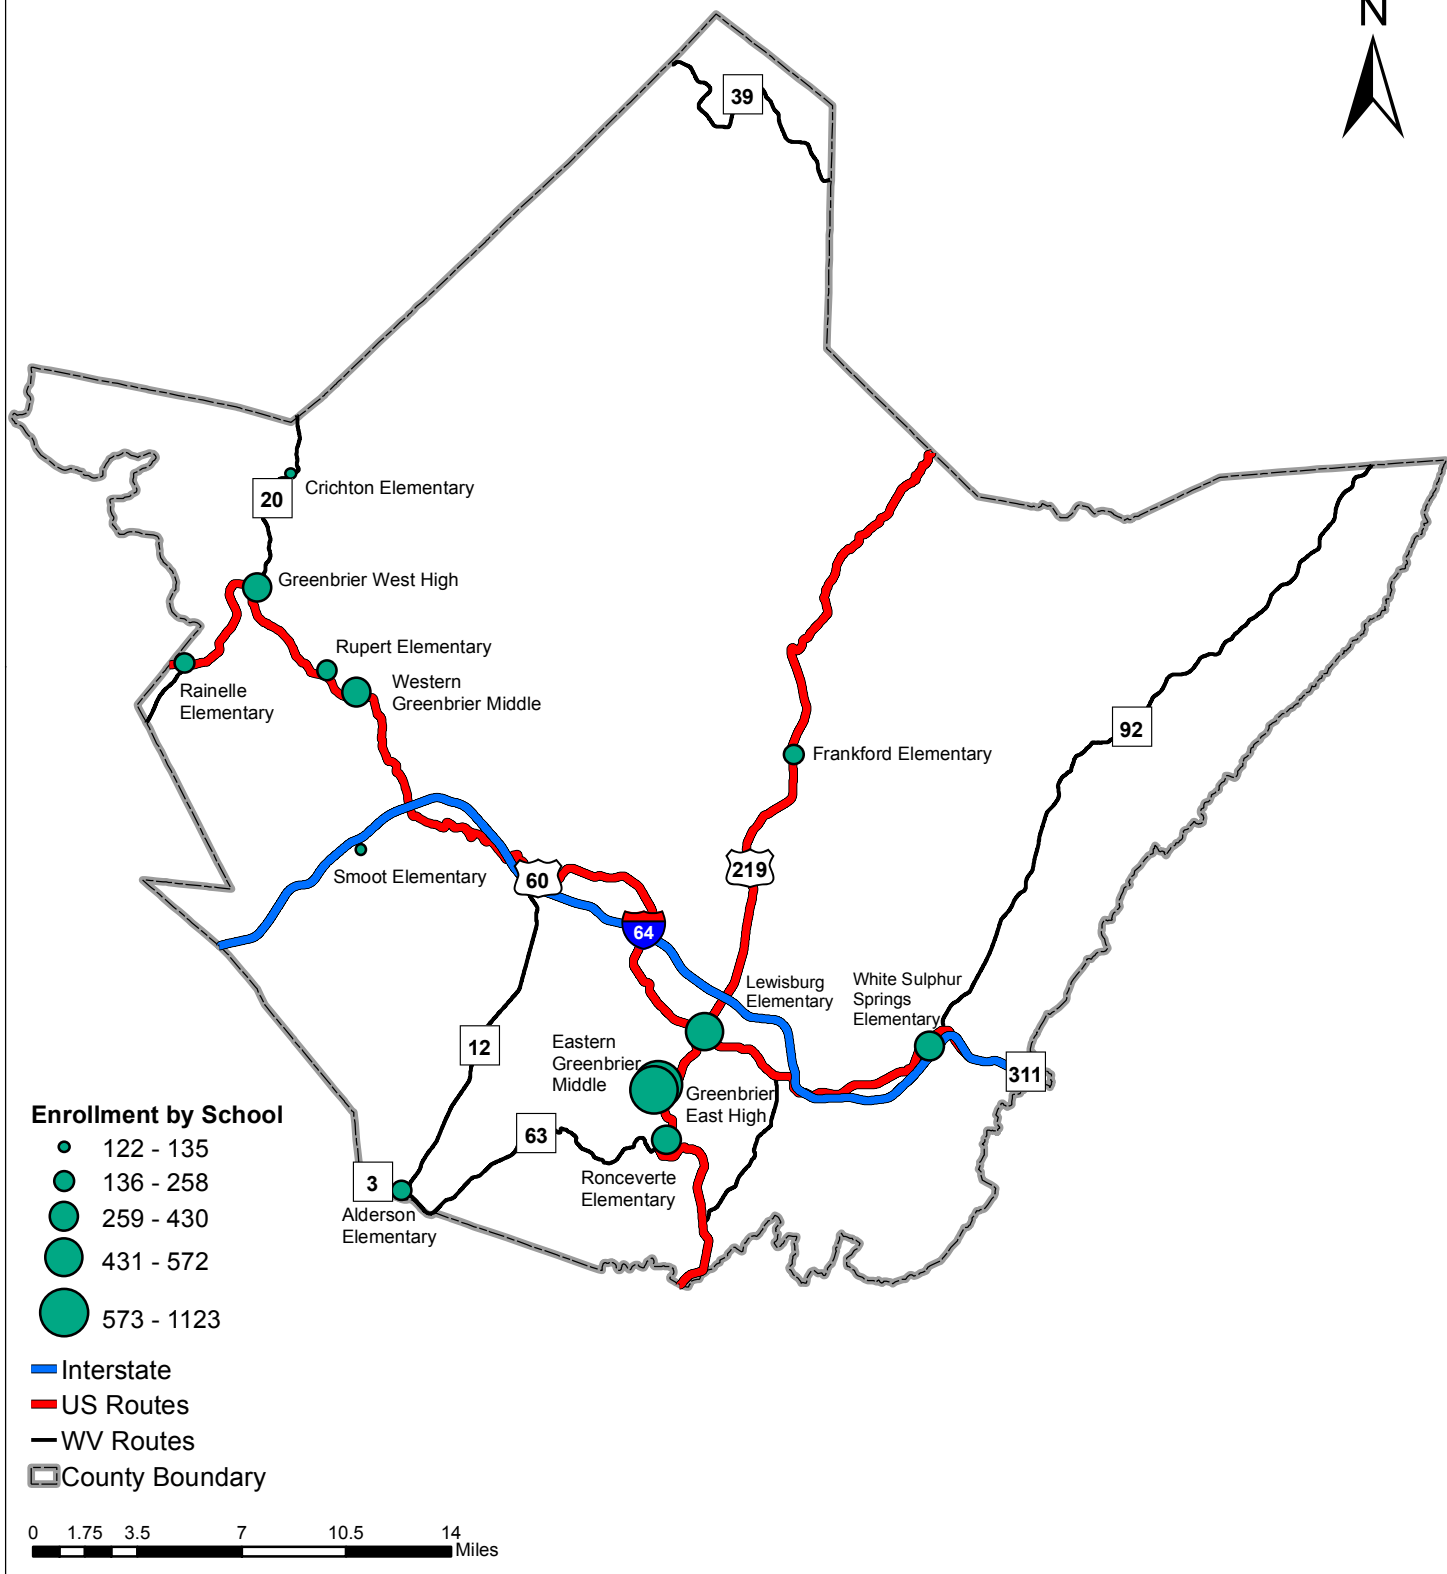 N
39
Crichton Elementary
20
Greenbrier West High
Rupert Elementary
Western
Greenbrier Middle
Rainelle
Elementary
92
Frankford Elementary
219
Smoot Elementary
60
64
Lewisburg
Elementary
White Sulphur
Springs
Elementary
12
Eastern
Greenbrier
Middle
311
Greenbrier
East High
63
3
Ronceverte
Elementary
Alderson
Elementary
Enrollment by School
122 - 135
136 - 258
259 - 430
431 - 572
573 - 1123
Interstate
US Routes
WV Routes
County Boundary
0 1.75 3.5 7 10.5 14
Miles